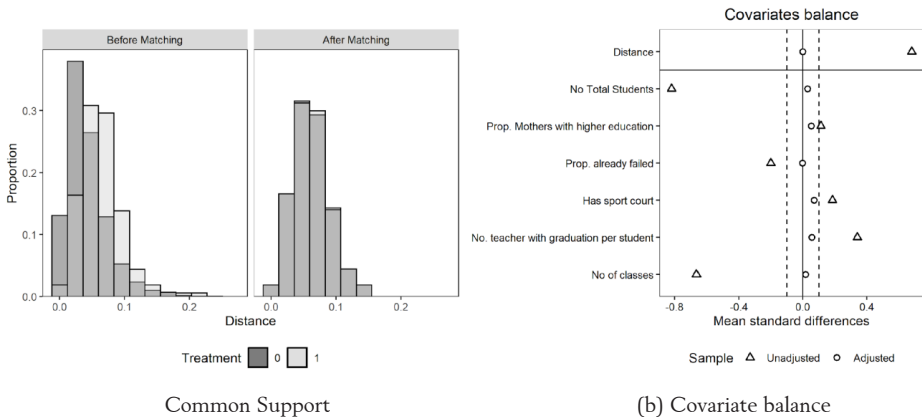 Before Matching
After Matching
Proportion
0.3
0.2
0.1
0.0
0.0 0.1 0.2
0.0 0.1 0.2
Distance
Treatment 0 1
Common Support
Covariates balance
Distance
No Total Students
Prop. Mothers with higher education
Prop. already failed
Has sport court
No. teacher with graduation per student
No of classes
-0.8 -0.4 0.0 0.4
Mean standard differences
Sample Unadjusted Adjusted
(b) Covariate balance